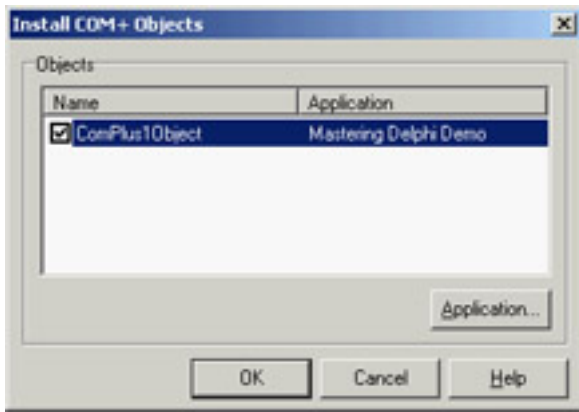 Install COM+ Objects
Objects
Name Application
ComPlus1Object Mastering Delphi Demo
Application...
OK Cancel Help